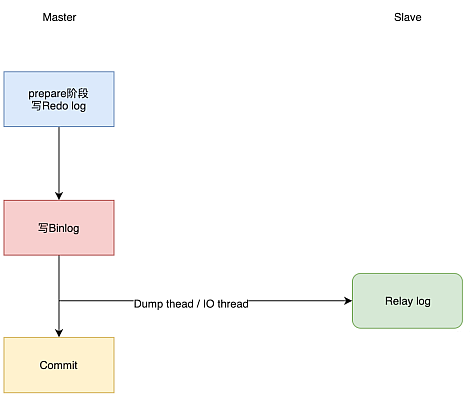 Master
Slave
prepare阶段
写Redo log
写Binlog
Dump thead / IO thread
Relay log
Commit